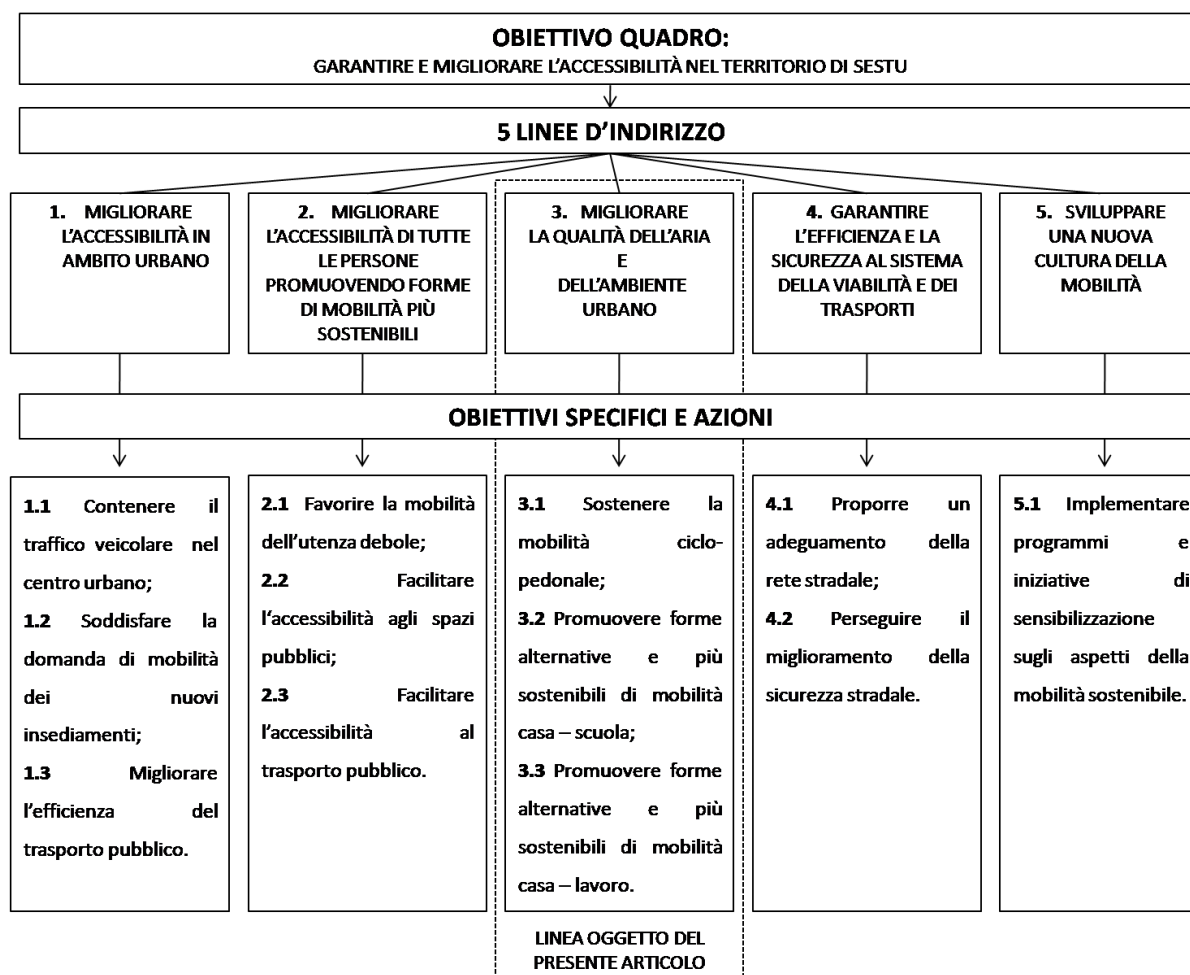 OBIETTIVO QUADRO:
GARANTIRE E MIGLIORARE L'ACCESSIBILITÀ NEL TERRITORIO DI SESTU
5 LINEE D'INDIRIZZO
1. MIGLIORARE
L'ACCESSIBILITÀ IN
AMBITO URBANO
2. MIGLIORARE
L'ACCESSIBILITÀ DI TUTTE
LE PERSONE
PROMUOVENDO FORME
DI MOBILITÀ PIÙ
SOSTENIBILI
3. MIGLIORARE
LA QUALITÀ DELL'ARIA
E
DELL'AMBIENTE
URBANO
4. GARANTIRE
L'EFFICIENZA E LA
SICUREZZA AL SISTEMA
DELLA VIABILITÀ E DEI
TRASPORTI
5. SVILUPPARE
UNA NUOVA
CULTURA DELLA
MOBILITÀ
OBIETTIVI SPECIFICI E AZIONI
1.1 Contenere il
traffico veicolare nel
centro urbano;
1.2 Soddisfare la
domanda di mobilità
dei nuovi
insediamenti;
1.3 Migliorare
l'efficienza del
trasporto pubblico.
2.1 Favorire la mobilità
dell'utenza debole;
2.2 Facilitare
l'accessibilità agli spazi
pubblici;
2.3 Facilitare
l'accessibilità al
trasporto pubblico.
3.1 Sostenere la
mobilità ciclo-
pedonale;
3.2 Promuovere forme
alternative e più
sostenibili di mobilità
casa – scuola;
3.3 Promuovere forme
alternative e più
sostenibili di mobilità
casa – lavoro.
4.1 Proporre un
adeguamento della
rete stradale;
4.2 Perseguire il
miglioramento della
sicurezza stradale.
5.1 Implementare
programmi e
iniziative di
sensibilizzazione
sugli aspetti della
mobilità sostenibile.
LINEA OGGETTO DEL
PRESENTE ARTICOLO